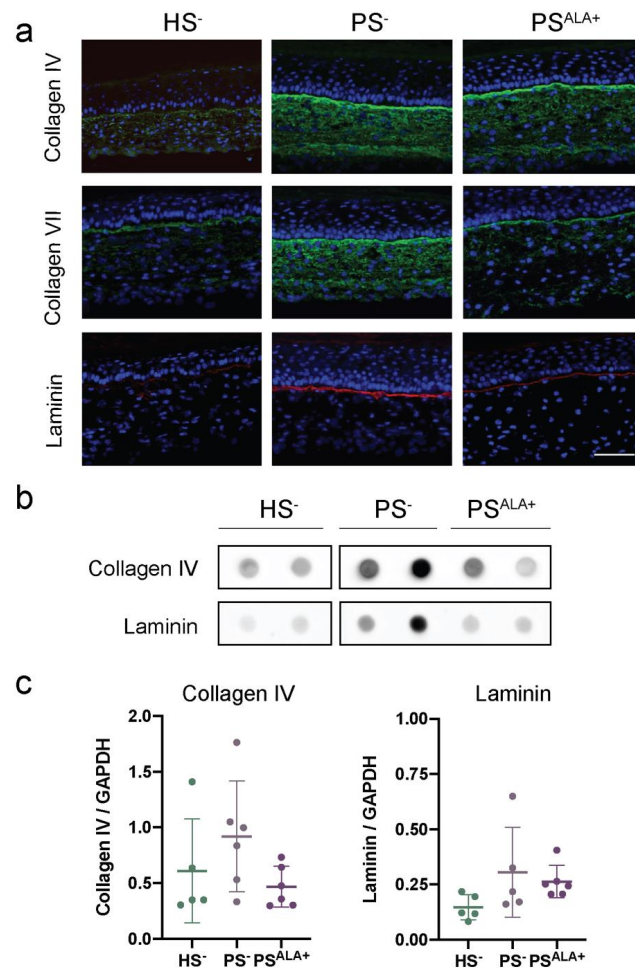 a
HS⁻ PS⁻ PSᴬᴸᴬ⁺
Collagen IV
Collagen VII
Laminin
b
HS⁻ PS⁻ PSᴬᴸᴬ⁺
Collagen IV
Laminin
c
Collagen IV
Collagen IV / GAPDH
2.0
1.5
1.0
0.5
0.0
HS⁻ PS⁻ PSᴬᴸᴬ⁺
Laminin
Laminin / GAPDH
1.00
0.75
0.50
0.25
0.00
HS⁻ PS⁻ PSᴬᴸᴬ⁺